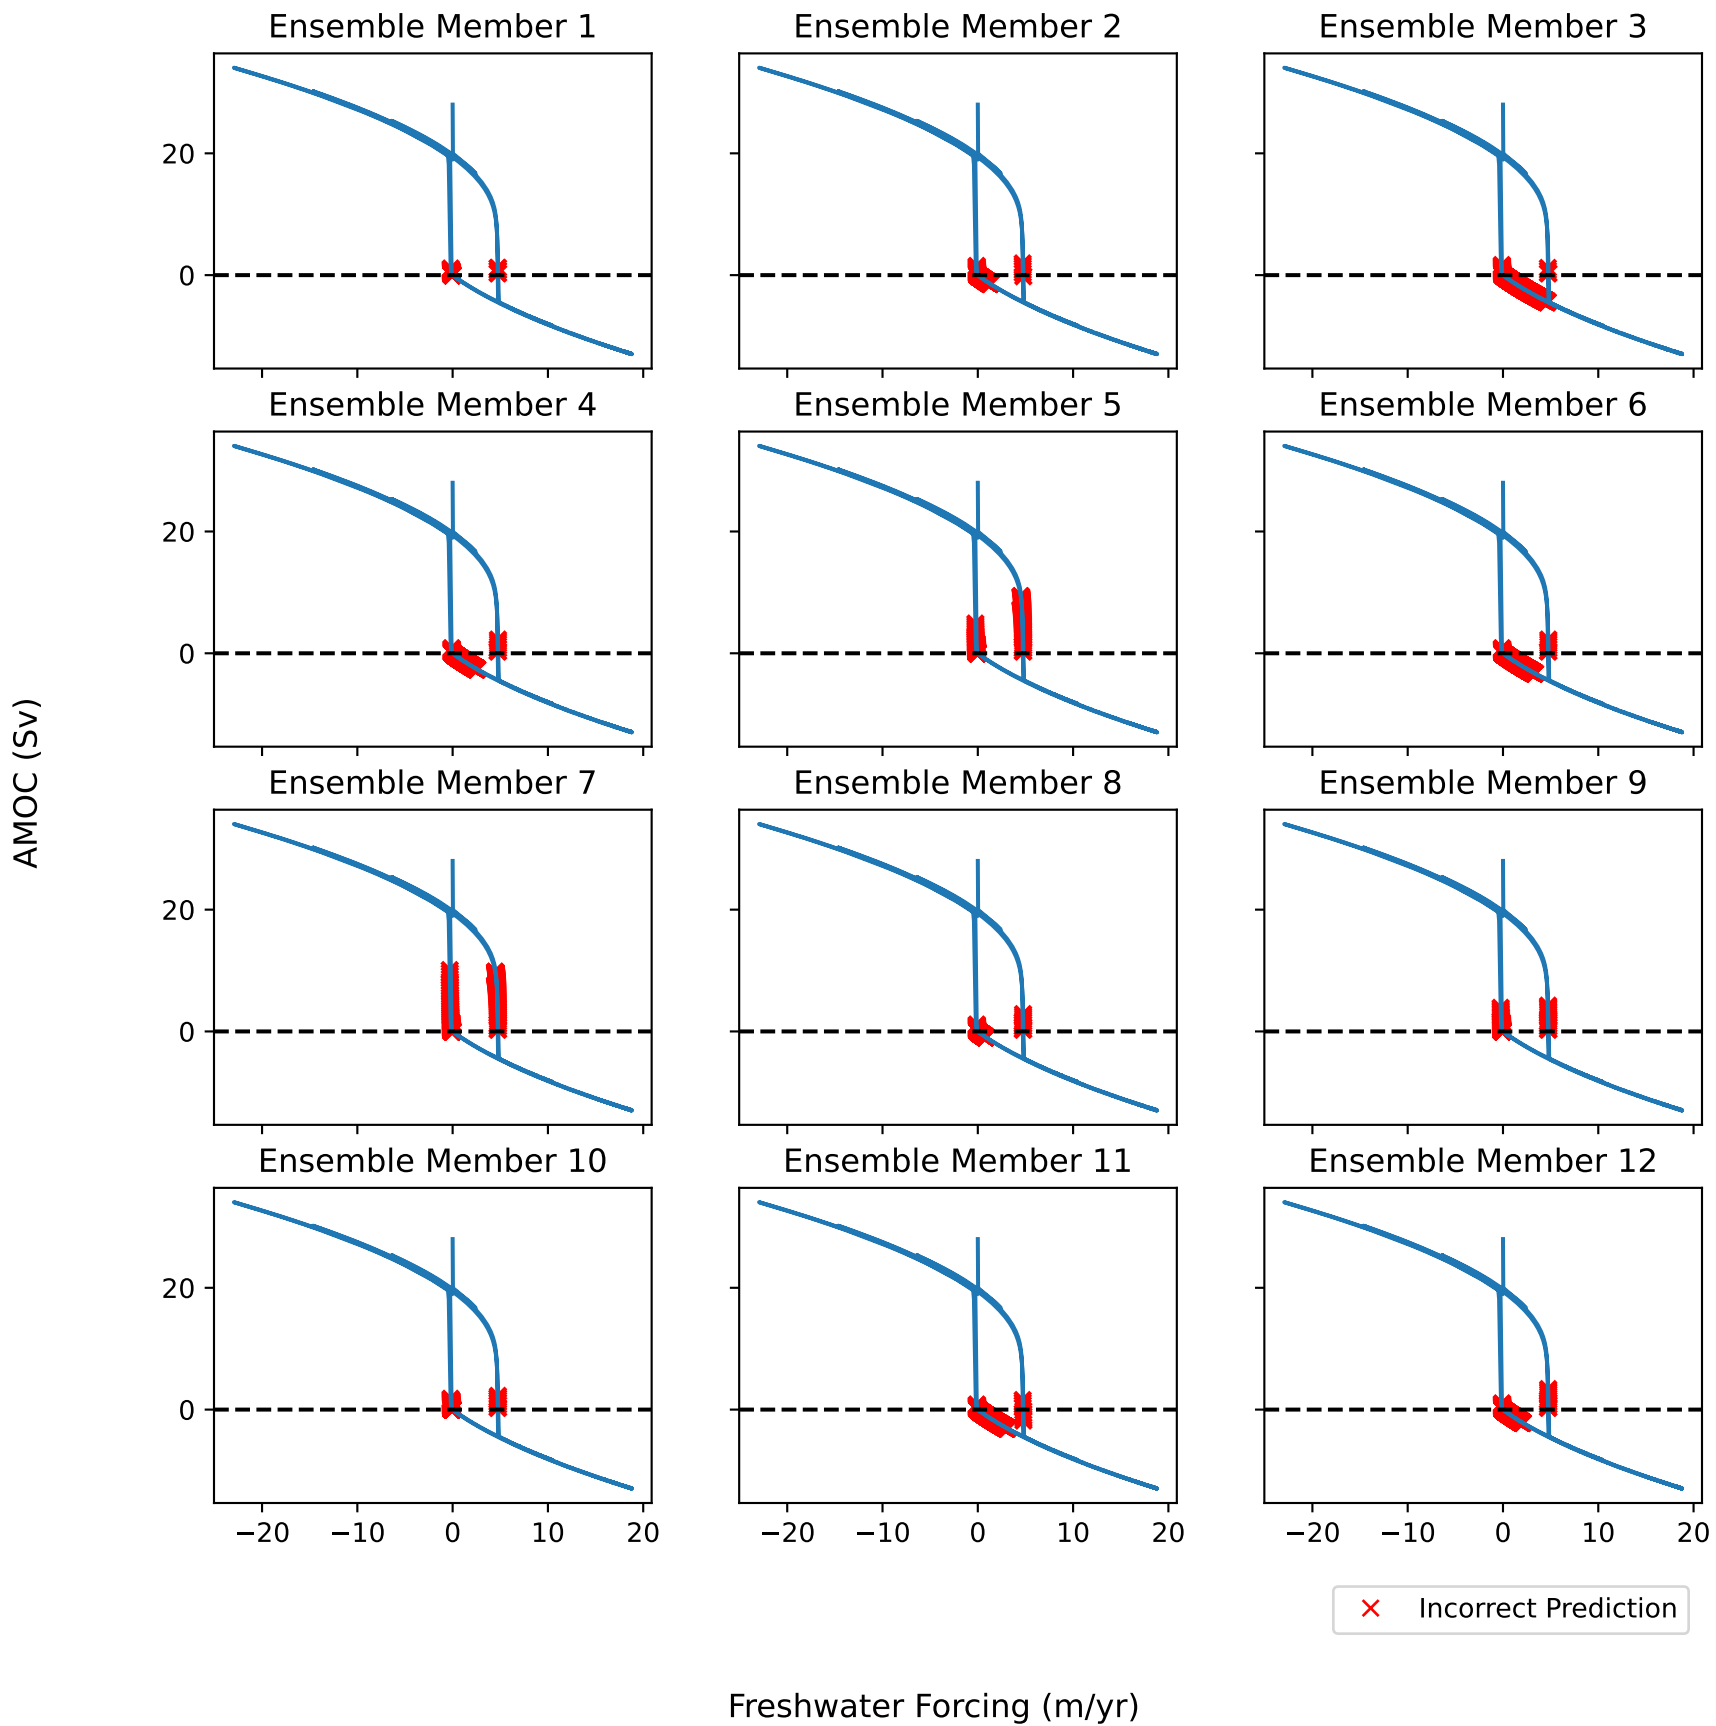 Ensemble Member 1 Ensemble Member 2 Ensemble Member 3
20
0
Ensemble Member 4 Ensemble Member 5 Ensemble Member 6
20
0
Ensemble Member 7 Ensemble Member 8 Ensemble Member 9
20
0
Ensemble Member 10 Ensemble Member 11 Ensemble Member 12
20
0
−20 −10 0 10 20 −20 −10 0 10 20 −20 −10 0 10 20
AMOC (Sv)
Incorrect Prediction
Freshwater Forcing (m/yr)